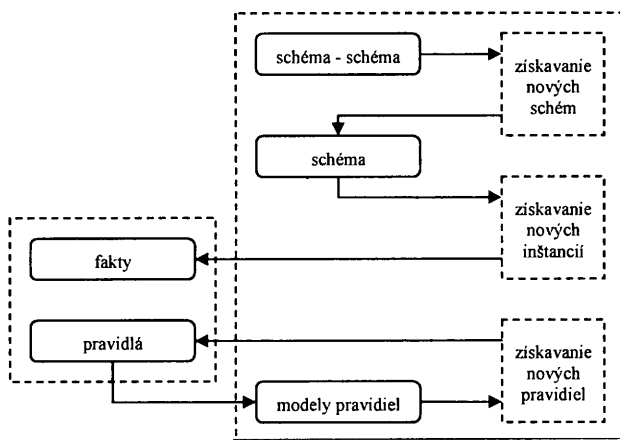 schéma - schéma
získavanie
nových
schém
schéma
získavanie
nových
inštancií
fakty
pravidlá
získavanie
nových
pravidiel
modely pravidiel